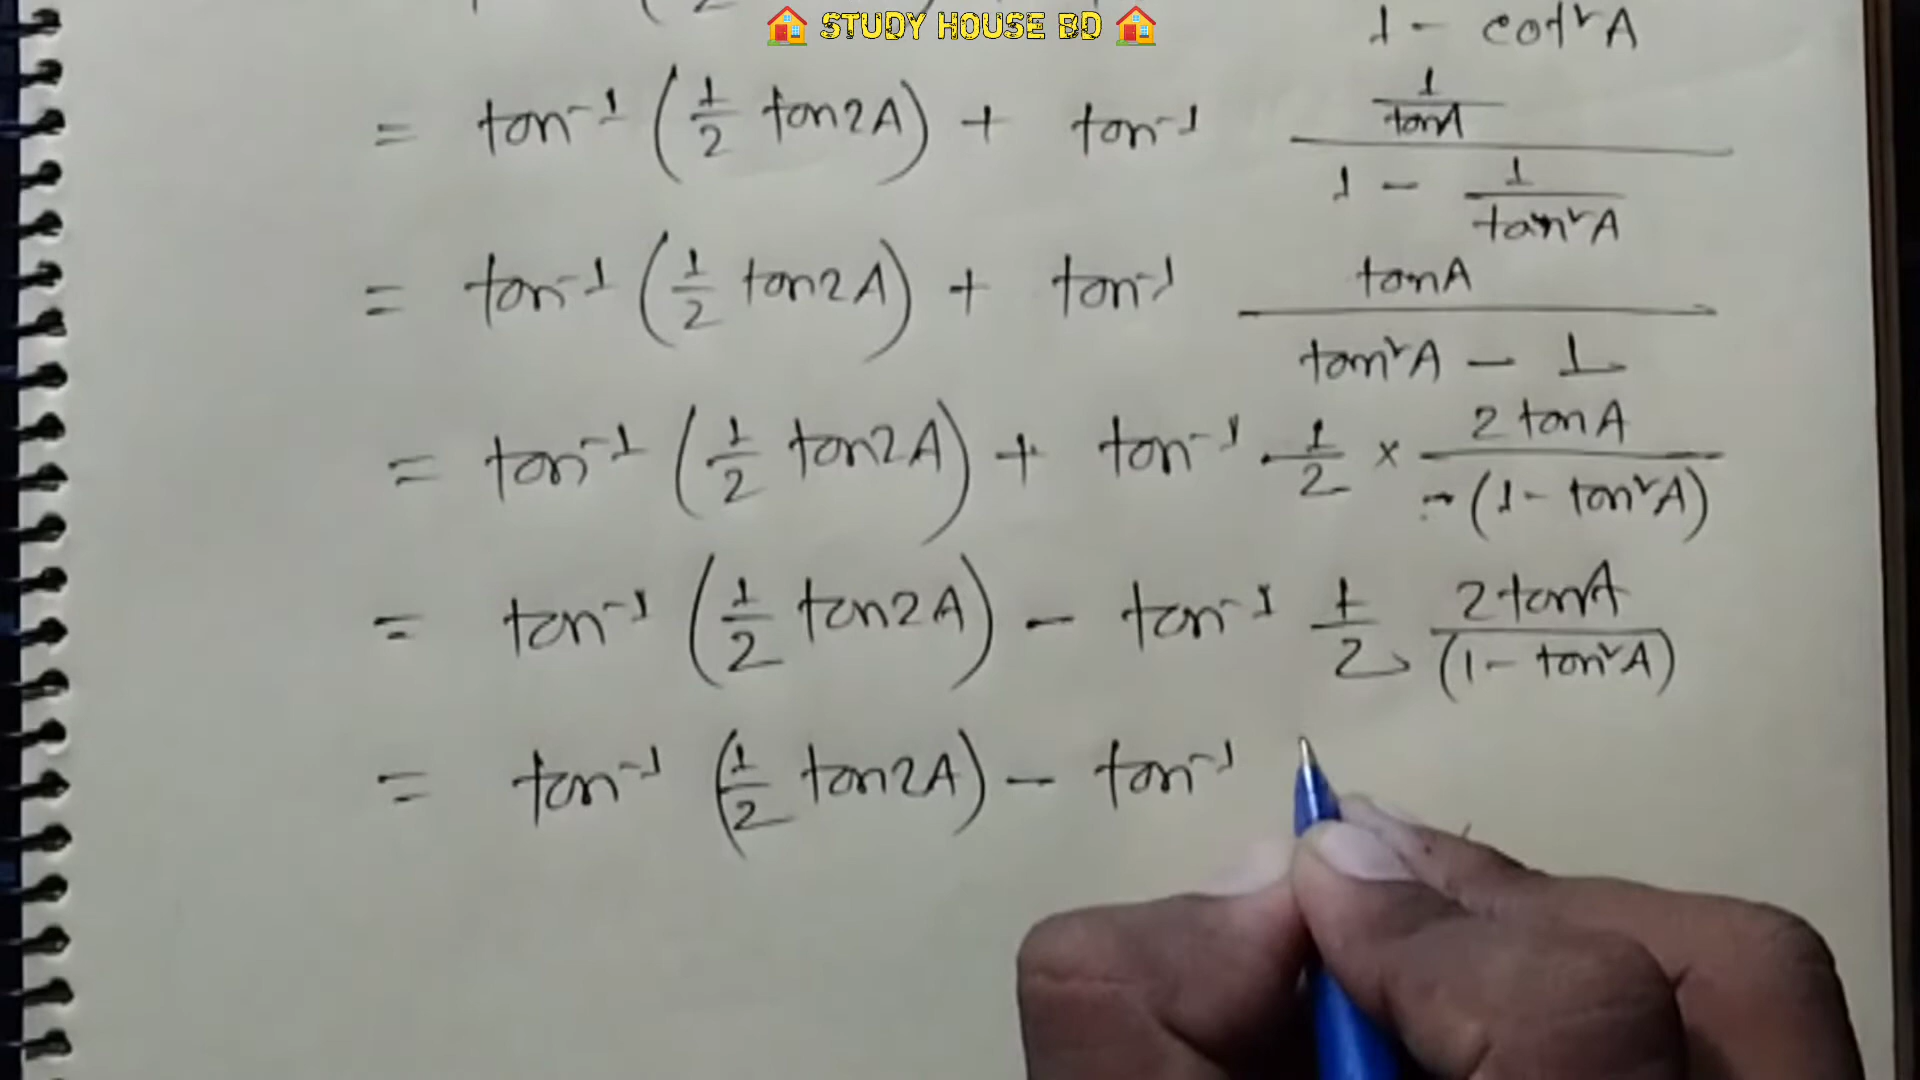 🏠 STUDY HOUSE BD 🏠
1 - cot²A
= tan⁻¹ (1/2 tan2A) + tan⁻¹ (1/tanA)/(1 - 1/tan²A)
= tan⁻¹ (1/2 tan2A) + tan⁻¹ tanA/(tan²A - 1)
= tan⁻¹ (1/2 tan2A) + tan⁻¹ 1/2 × 2tanA/-(1 - tan²A)
= tan⁻¹ (1/2 tan2A) - tan⁻¹ 1/2 2tanA/(1 - tan²A)
= tan⁻¹ (1/2 tan2A) - tan⁻¹